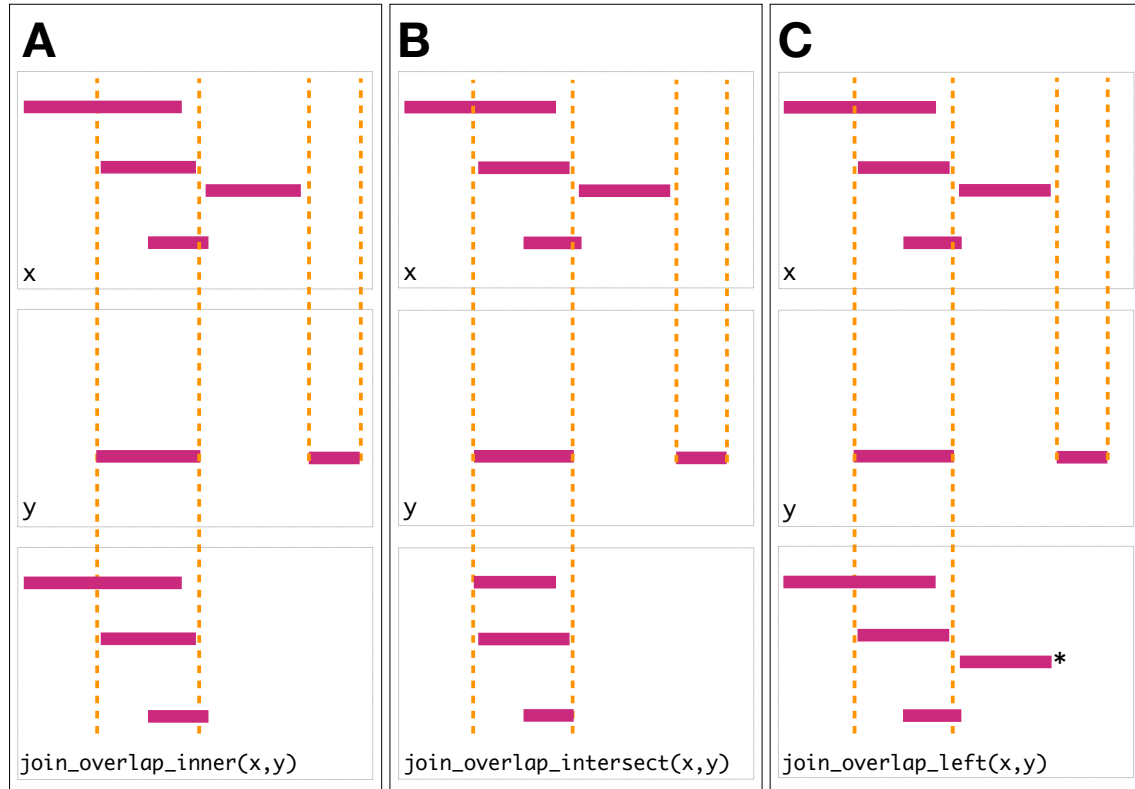 A
x
y
join_overlap_inner(x,y)
B
x
y
join_overlap_intersect(x,y)
C
x
y
*
join_overlap_left(x,y)